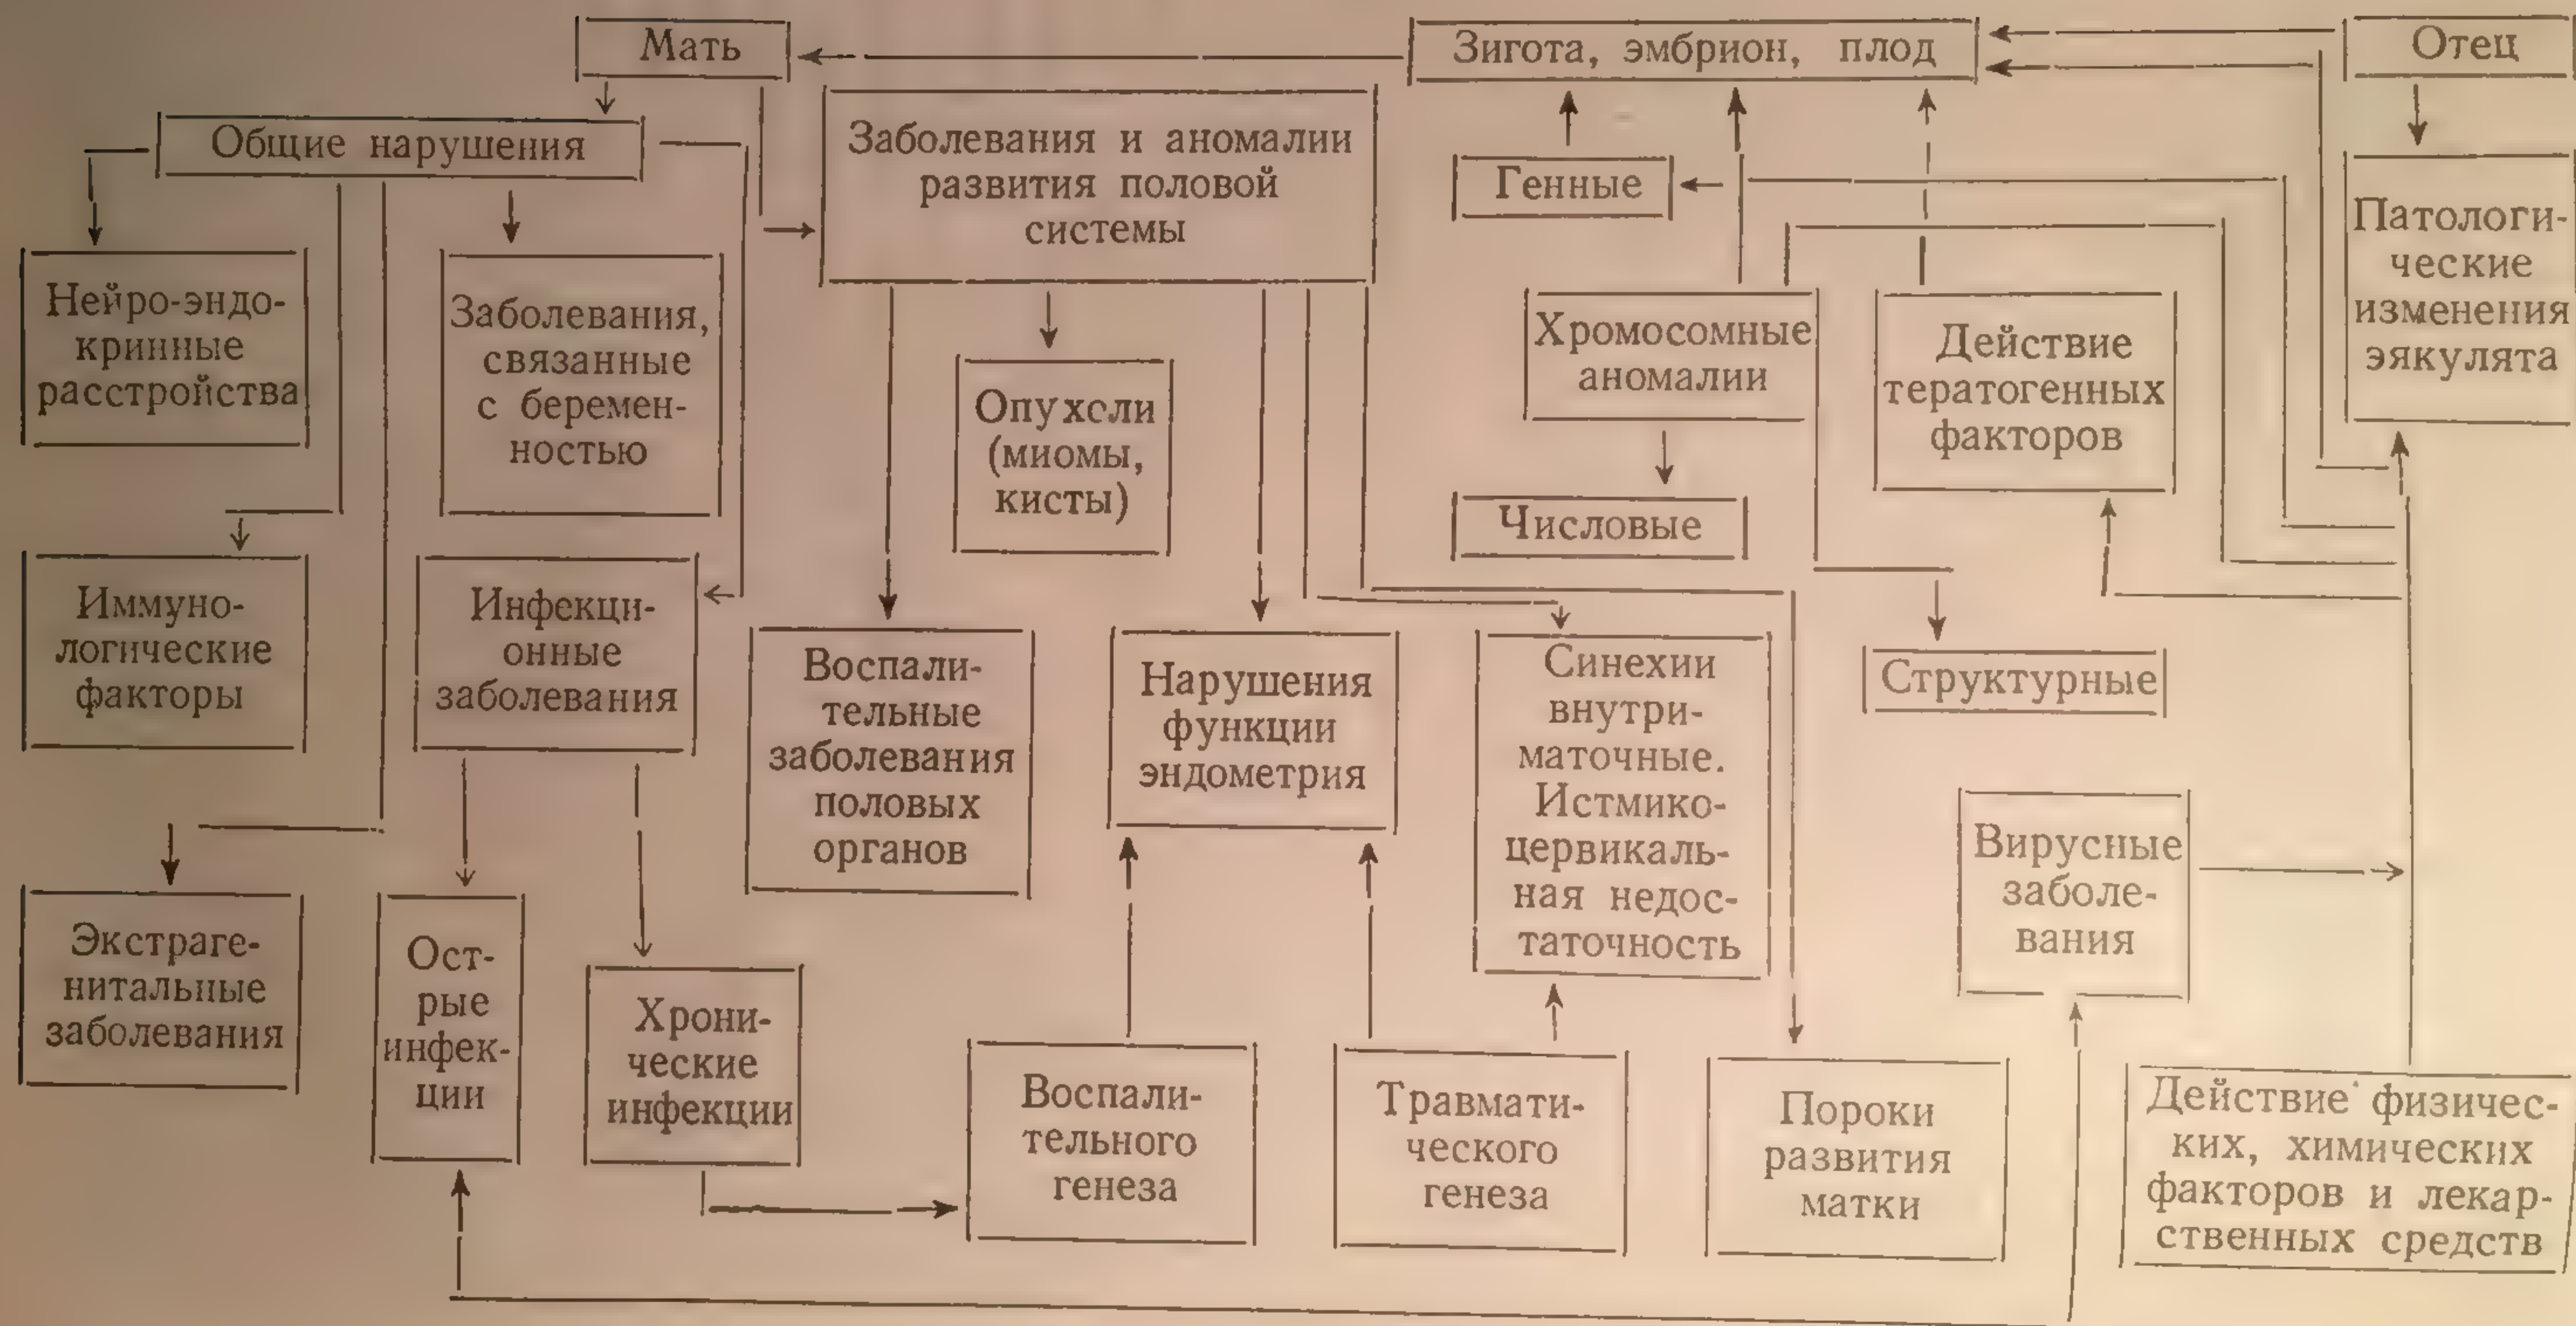 Мать
Зигота, эмбрион, плод
Отец
Общие нарушения
Заболевания и аномалии
развития половой
системы
Генные
Патологи-
ческие
изменения
эякулята
Нейро-эндо-
кринные
расстройства
Заболевания,
связанные
с беремен-
ностью
Опухсли
(миомы,
кисты)
Хромосомные
аномалии
Действие
тератогенных
факторов
Числовые
Иммуно-
логические
факторы
Инфекци-
онные
заболевания
Воспали-
тельные
заболевания
половых
органов
Нарушения
функции
эндометрия
Синехии
внутри-
маточные.
Истмико-
цервикаль-
ная недос-
таточность
Структурные
Вирусные
заболе-
вания
Экстраге-
нитальные
заболевания
Ост-
рые
инфек-
ции
Хрони-
ческие
инфекции
Воспали-
тельного
генеза
Травмати-
ческого
генеза
Пороки
развития
матки
Действие физичес-
ких, химических
факторов и лекар-
ственных средств